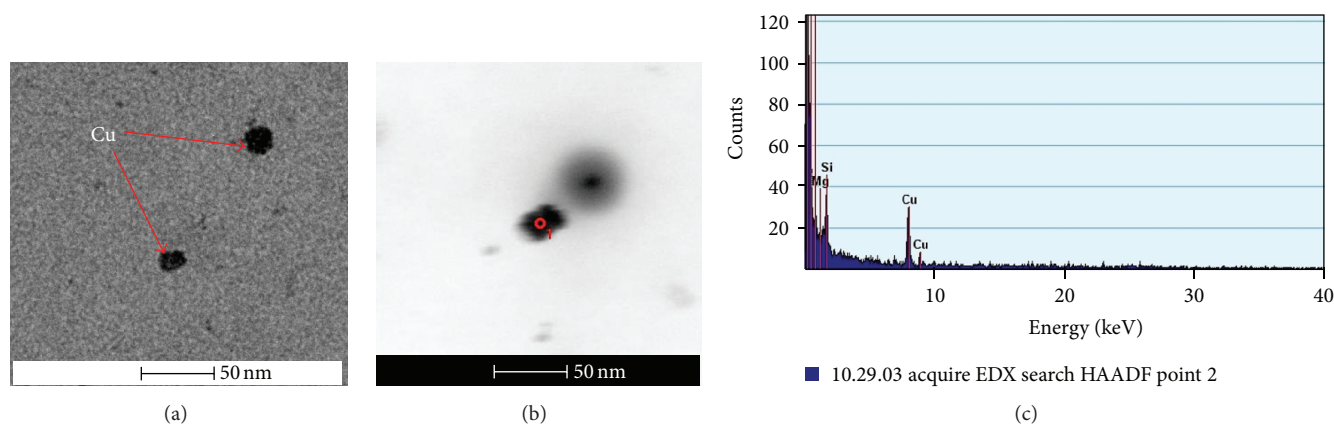 Cu
50 nm
(a)
1
50 nm
(b)
120
100
80
60
40
20
Counts
Mg
Si
Cu
Cu
10
20
30
40
Energy (keV)
10.29.03 acquire EDX search HAADF point 2
(c)